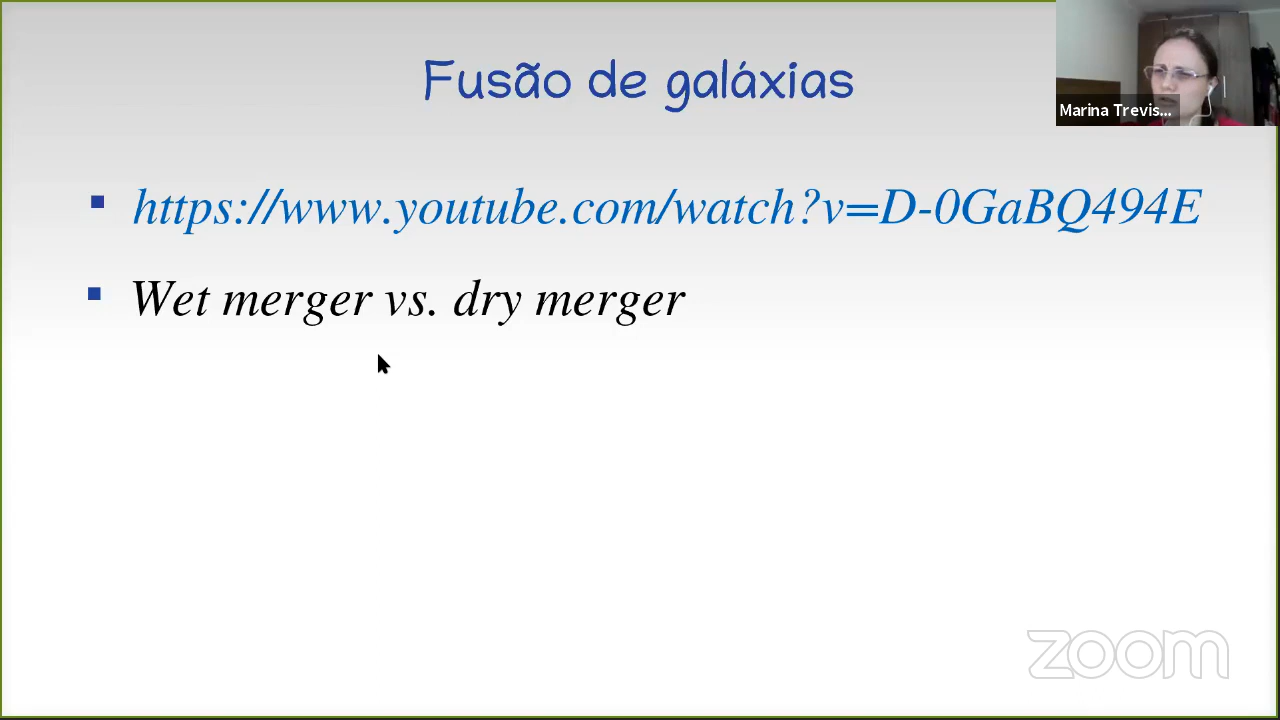 Fusão de galáxias
Marina Trevis...
https://www.youtube.com/watch?v=D-0GaBQ494E
Wet merger vs. dry merger
zoom